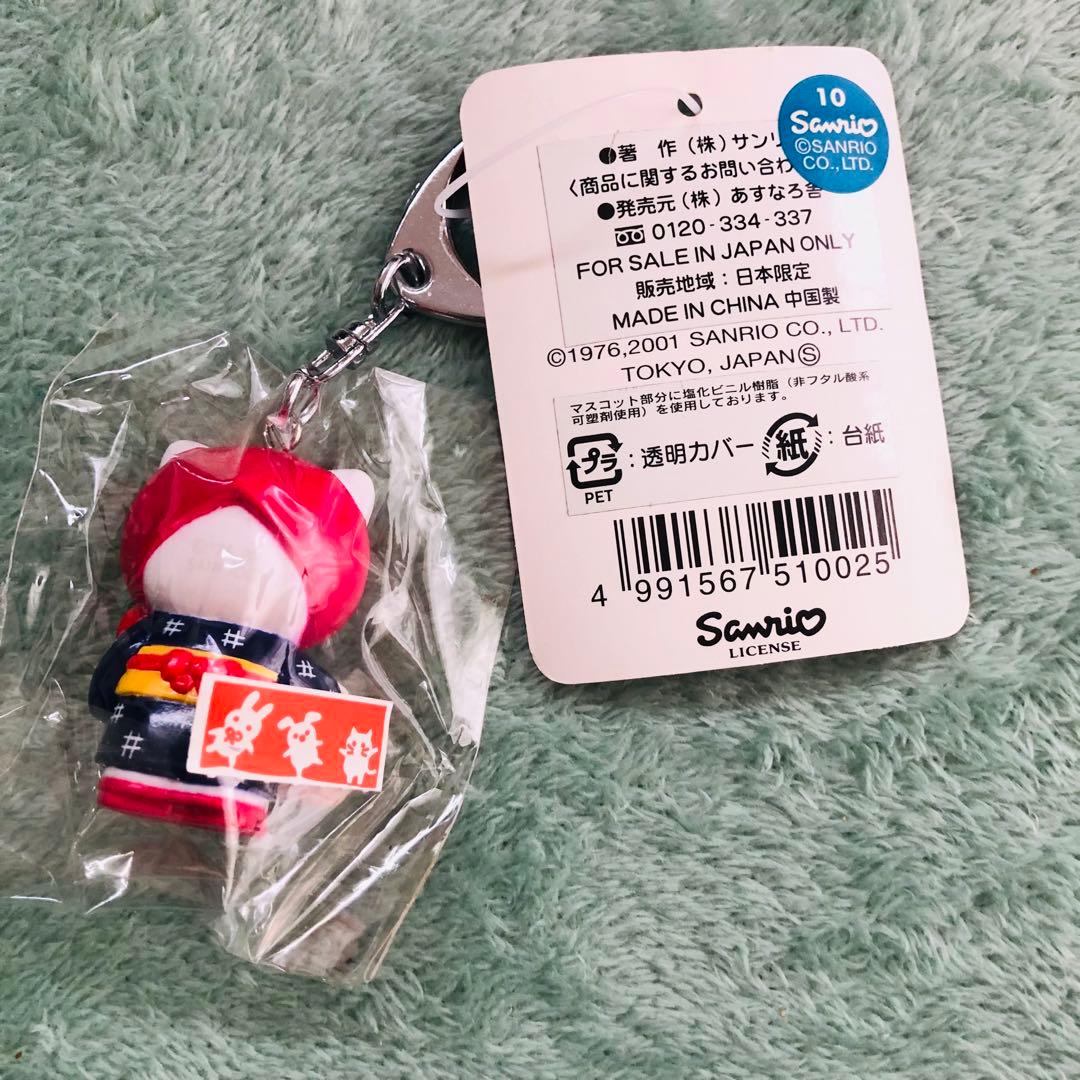 10
Sanrio
©SANRIO
CO.,LTD.
●著 作(株)サンリ
〈商品に関するお問い合わ
●発売元(株)あすなろ舎
0120-334-337
FOR SALE IN JAPAN ONLY
販売地域:日本限定
MADE IN CHINA 中国製
©1976,2001 SANRIO CO., LTD.
TOKYO, JAPANⓈ
マスコット部分に塩化ビニル樹脂(非フタル酸系
可塑剤使用)を使用しております。
プラ:透明カバー 紙:台紙
PET
4 991567 510025
Sanrio
LICENSE